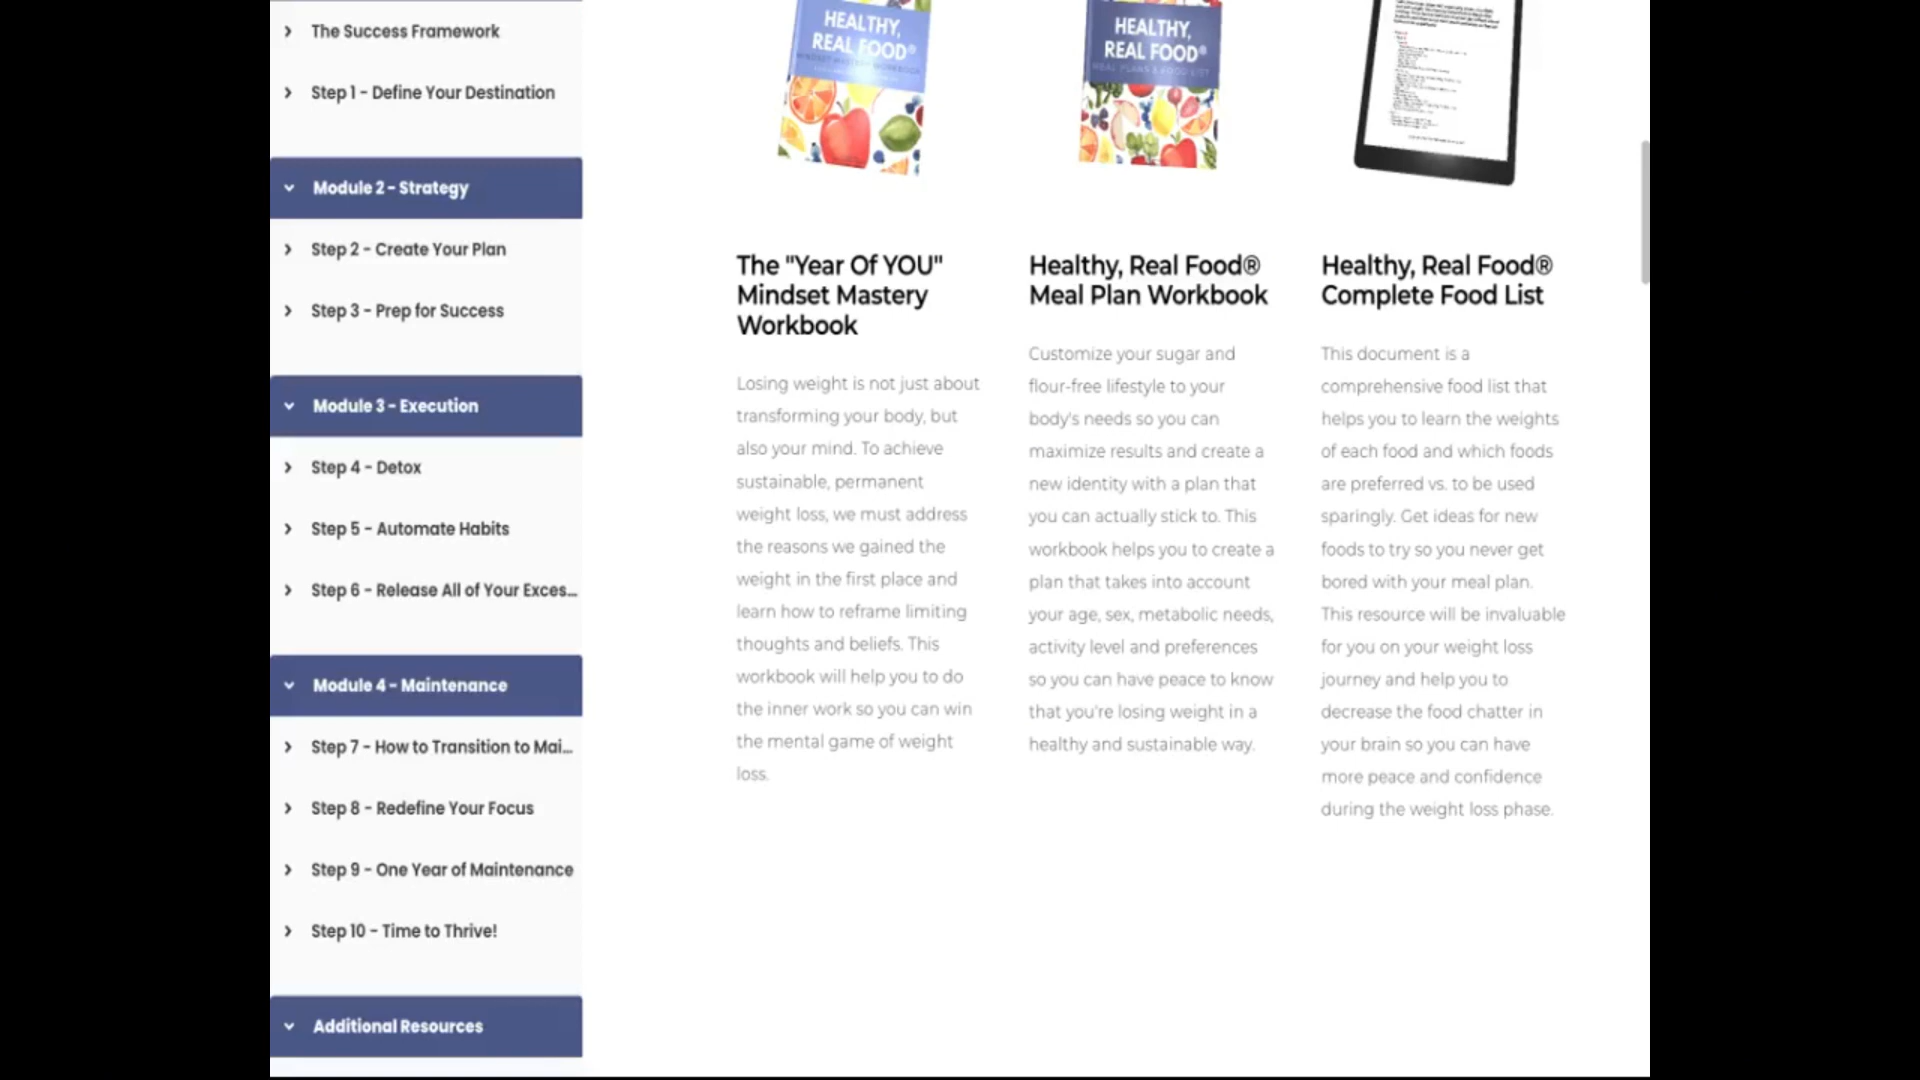 The Success Framework
Step 1 - Define Your Destination
Module 2 - Strategy
Step 2 - Create Your Plan
Step 3 - Prep for Success
Module 3 - Execution
Step 4 - Detox
Step 5 - Automate Habits
Step 6 - Release All of Your Exces...
Module 4 - Maintenance
Step 7 - How to Transition to Mai...
Step 8 - Redefine Your Focus
Step 9 - One Year of Maintenance
Step 10 - Time to Thrive!
Additional Resources
HEALTHY,
REAL FOOD®
MINDSET MASTERY WORKBOOK
The "Year Of YOU"
Mindset Mastery
Workbook
Losing weight is not just about
transforming your body, but
also your mind. To achieve
sustainable, permanent
weight loss, we must address
the reasons we gained the
weight in the first place and
learn how to reframe limiting
thoughts and beliefs. This
workbook will help you to do
the inner work so you can win
the mental game of weight
loss.
HEALTHY,
REAL FOOD®
MEAL PLANS & FOOD LIST
Healthy, Real Food®
Meal Plan Workbook
Customize your sugar and
flour-free lifestyle to your
body's needs so you can
maximize results and create a
new identity with a plan that
you can actually stick to. This
workbook helps you to create a
plan that takes into account
your age, sex, metabolic needs,
activity level and preferences
so you can have peace to know
that you're losing weight in a
healthy and sustainable way.
Healthy, Real Food®
Complete Food List
This document is a
comprehensive food list that
helps you to learn the weights
of each food and which foods
are preferred vs. to be used
sparingly. Get ideas for new
foods to try so you never get
bored with your meal plan.
This resource will be invaluable
for you on your weight loss
journey and help you to
decrease the food chatter in
your brain so you can have
more peace and confidence
during the weight loss phase.